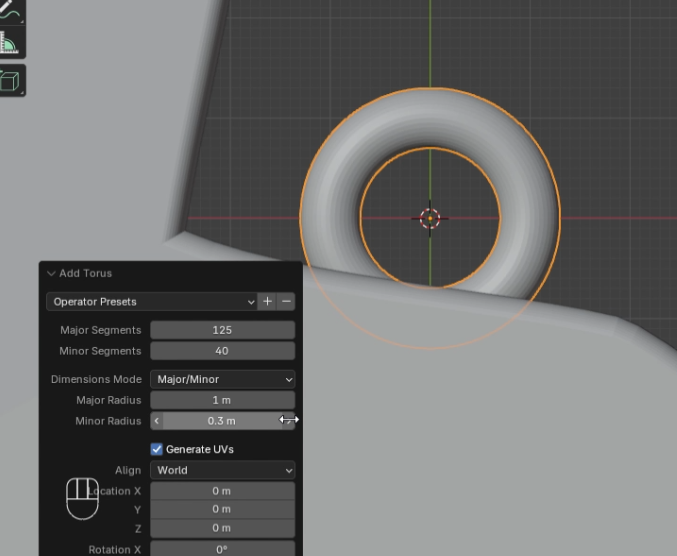 Add Torus
Operator Presets
Major Segments 125
Minor Segments 40
Dimensions Mode Major/Minor
Major Radius 1 m
Minor Radius 0.3 m
Generate UVs
Align World
Location X 0 m
Y 0 m
Z 0 m
Rotation X 0°